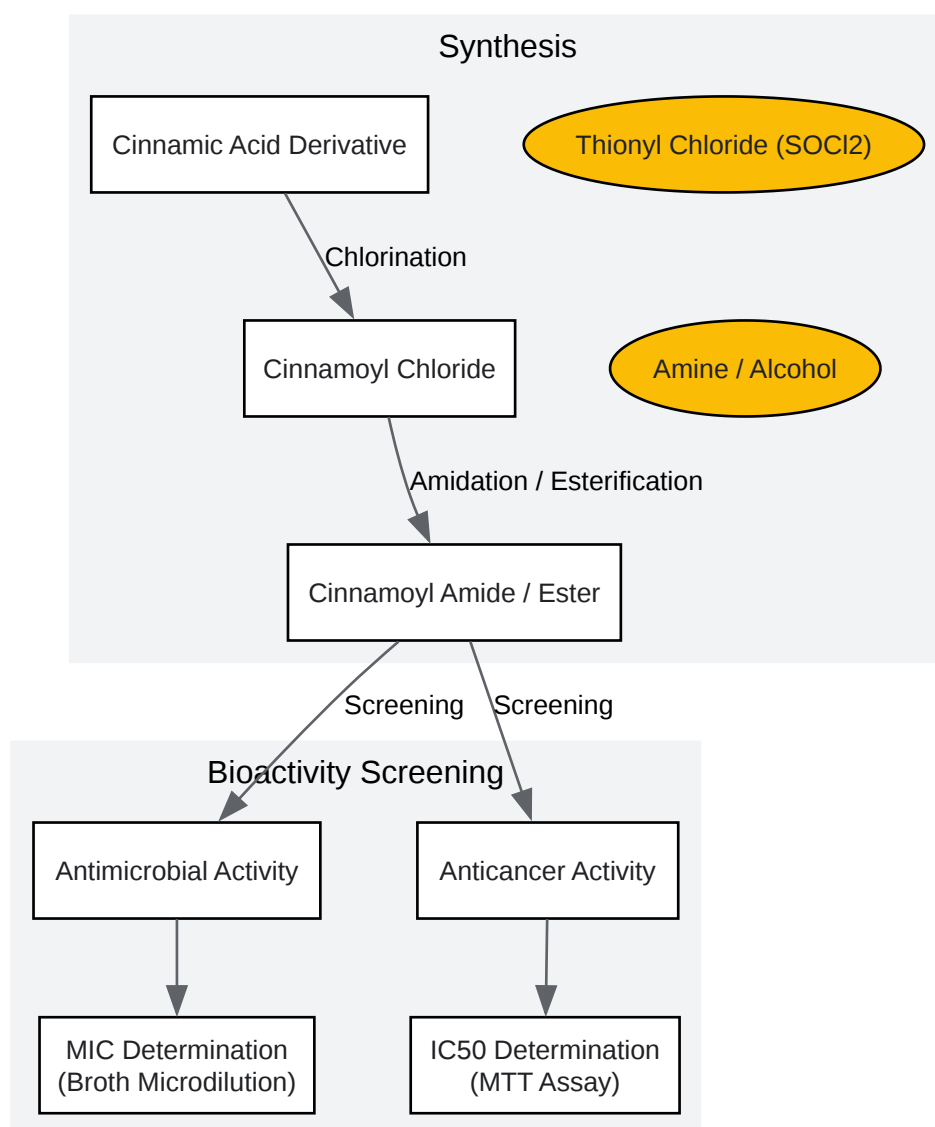 Synthesis
Cinnamic Acid Derivative
Thionyl Chloride (SOCl2)
Chlorination
Cinnamoyl Chloride
Amine / Alcohol
Amidation / Esterification
Cinnamoyl Amide / Ester
Screening
Screening
Bioactivity Screening
Antimicrobial Activity
Anticancer Activity
MIC Determination
(Broth Microdilution)
IC50 Determination
(MTT Assay)